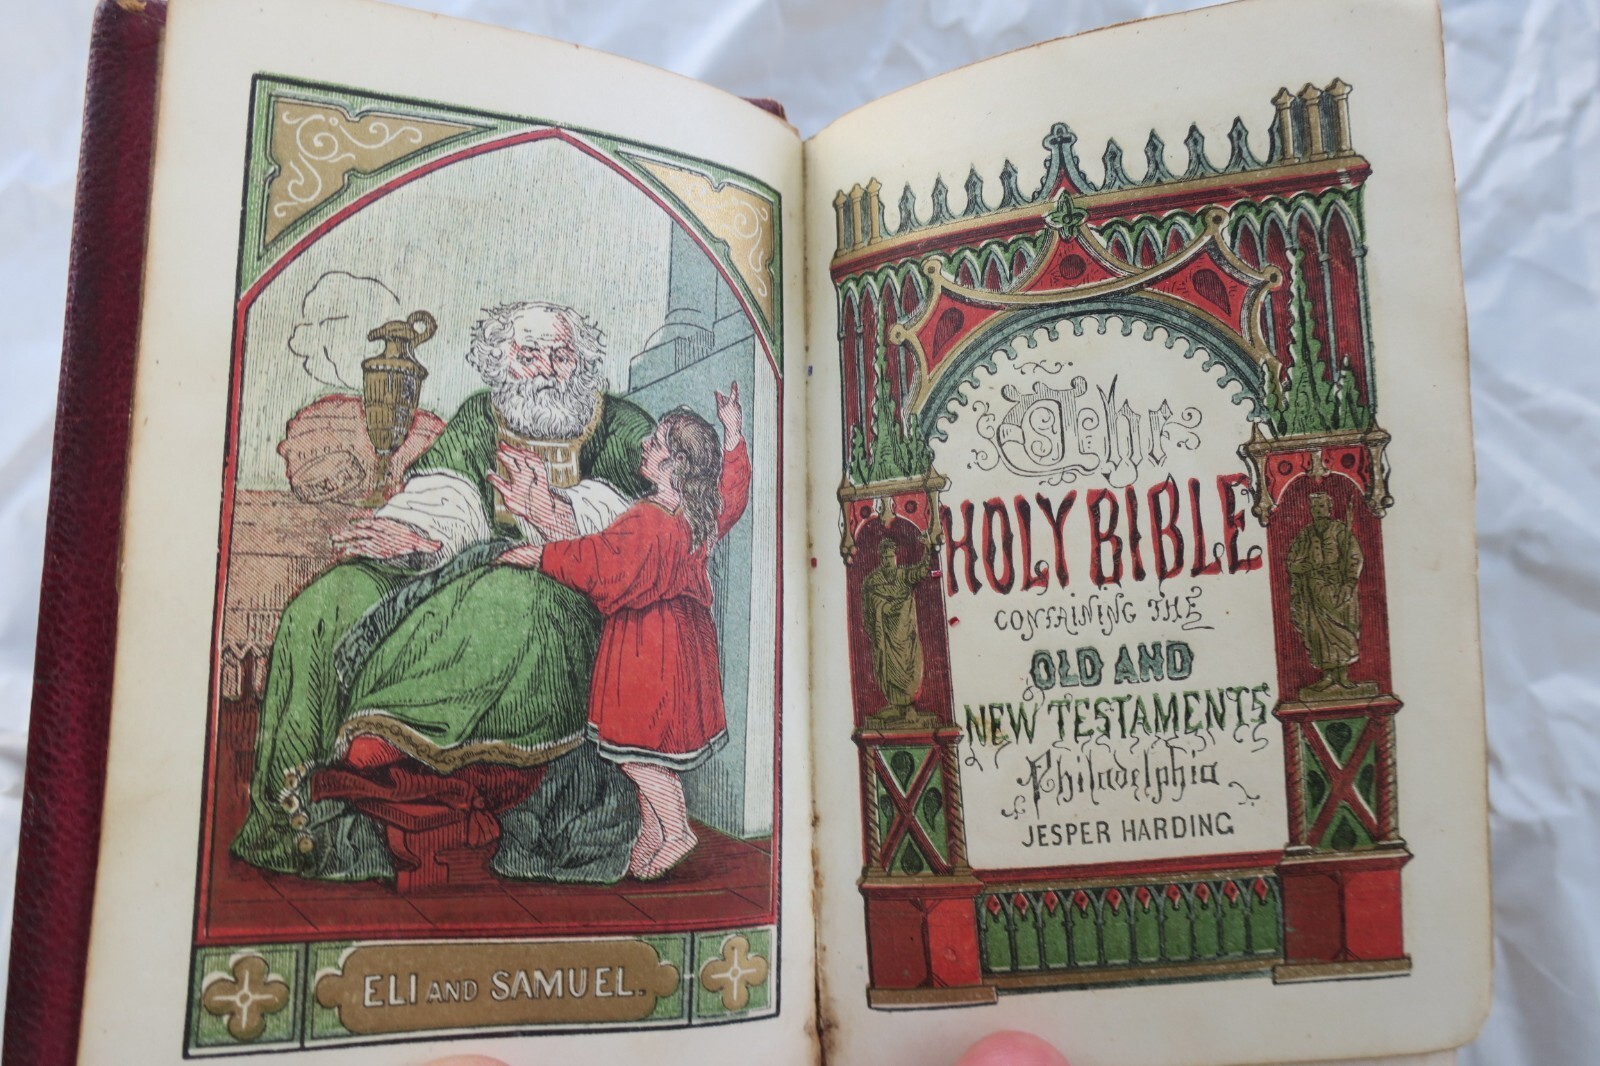 ELI AND SAMUEL.
The
HOLY BIBLE
CONTAINING THE
OLD AND
NEW TESTAMENTS
Philadelphia
JESPER HARDING